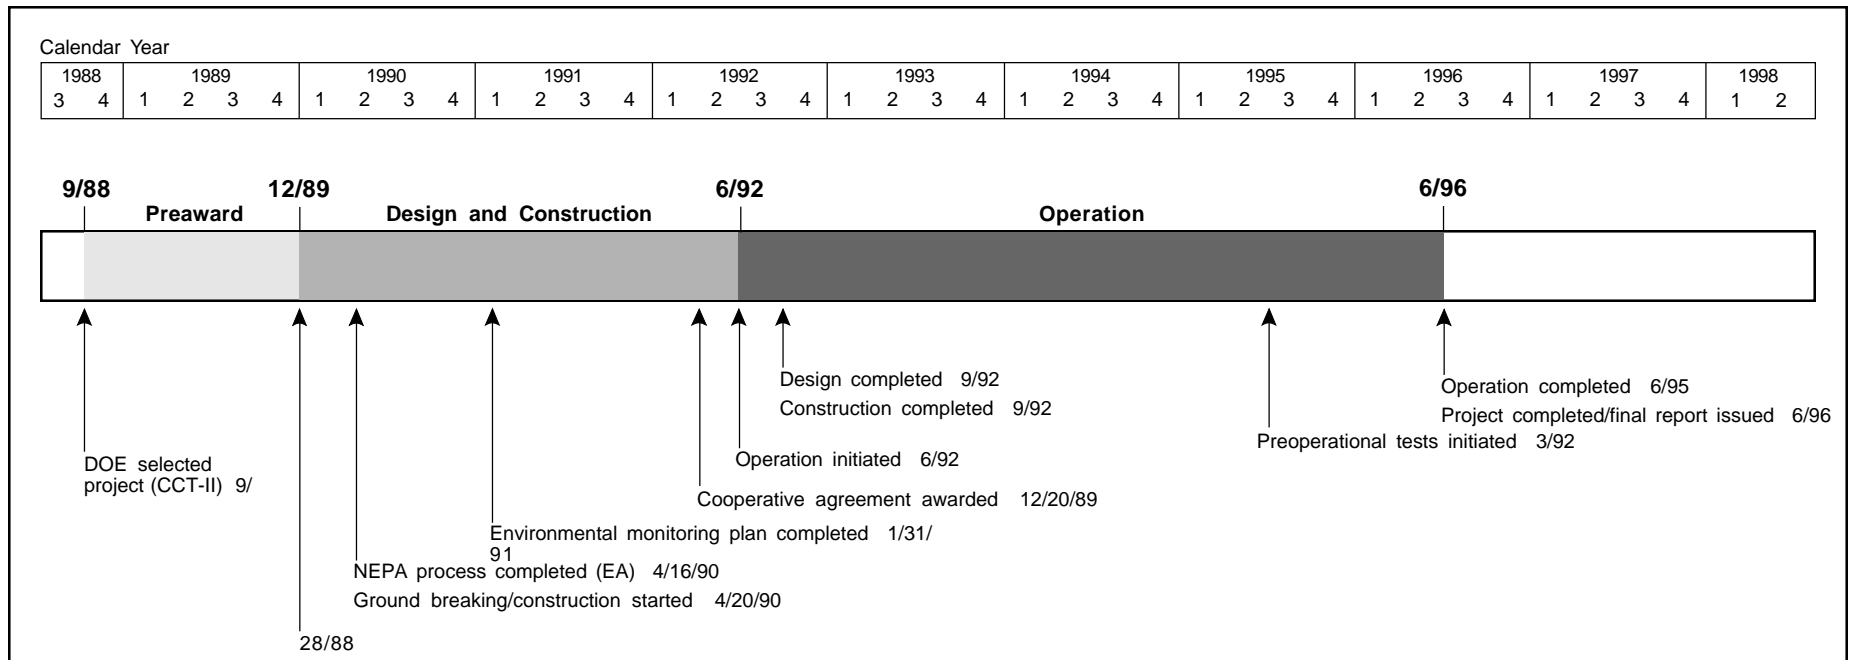 Calendar Year
1988 1989 1990 1991 1992 1993 1994 1995 1996 1997 1998
3 4 1 2 3 4 1 2 3 4 1 2 3 4 1 2 3 4 1 2 3 4 1 2 3 4 1 2 3 4 1 2 3 4 1 2 3 4 1 2
9/88 12/89 6/92 6/96
Preaward Design and Construction Operation
Design completed 9/92
Construction completed 9/92
Operation completed 6/95
Project completed/final report issued 6/96
Preoperational tests initiated 3/92
Operation initiated 6/92
DOE selected
project (CCT-II) 9/
Cooperative agreement awarded 12/20/89
Environmental monitoring plan completed 1/31/
91
NEPA process completed (EA) 4/16/90
Ground breaking/construction started 4/20/90
28/88